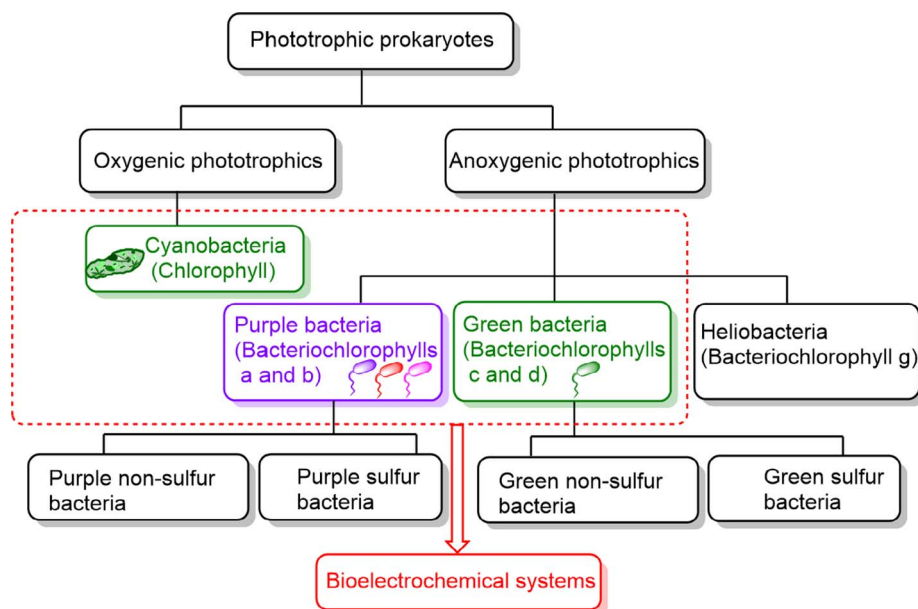 Phototrophic prokaryotes
Oxygenic phototrophics
Anoxygenic phototrophics
Cyanobacteria
(Chlorophyll)
Purple bacteria
(Bacteriochlorophylls
a and b)
Green bacteria
(Bacteriochlorophylls
c and d)
Heliobacteria
(Bacteriochlorophyll g)
Purple non-sulfur
bacteria
Purple sulfur
bacteria
Green non-sulfur
bacteria
Green sulfur
bacteria
Bioelectrochemical systems